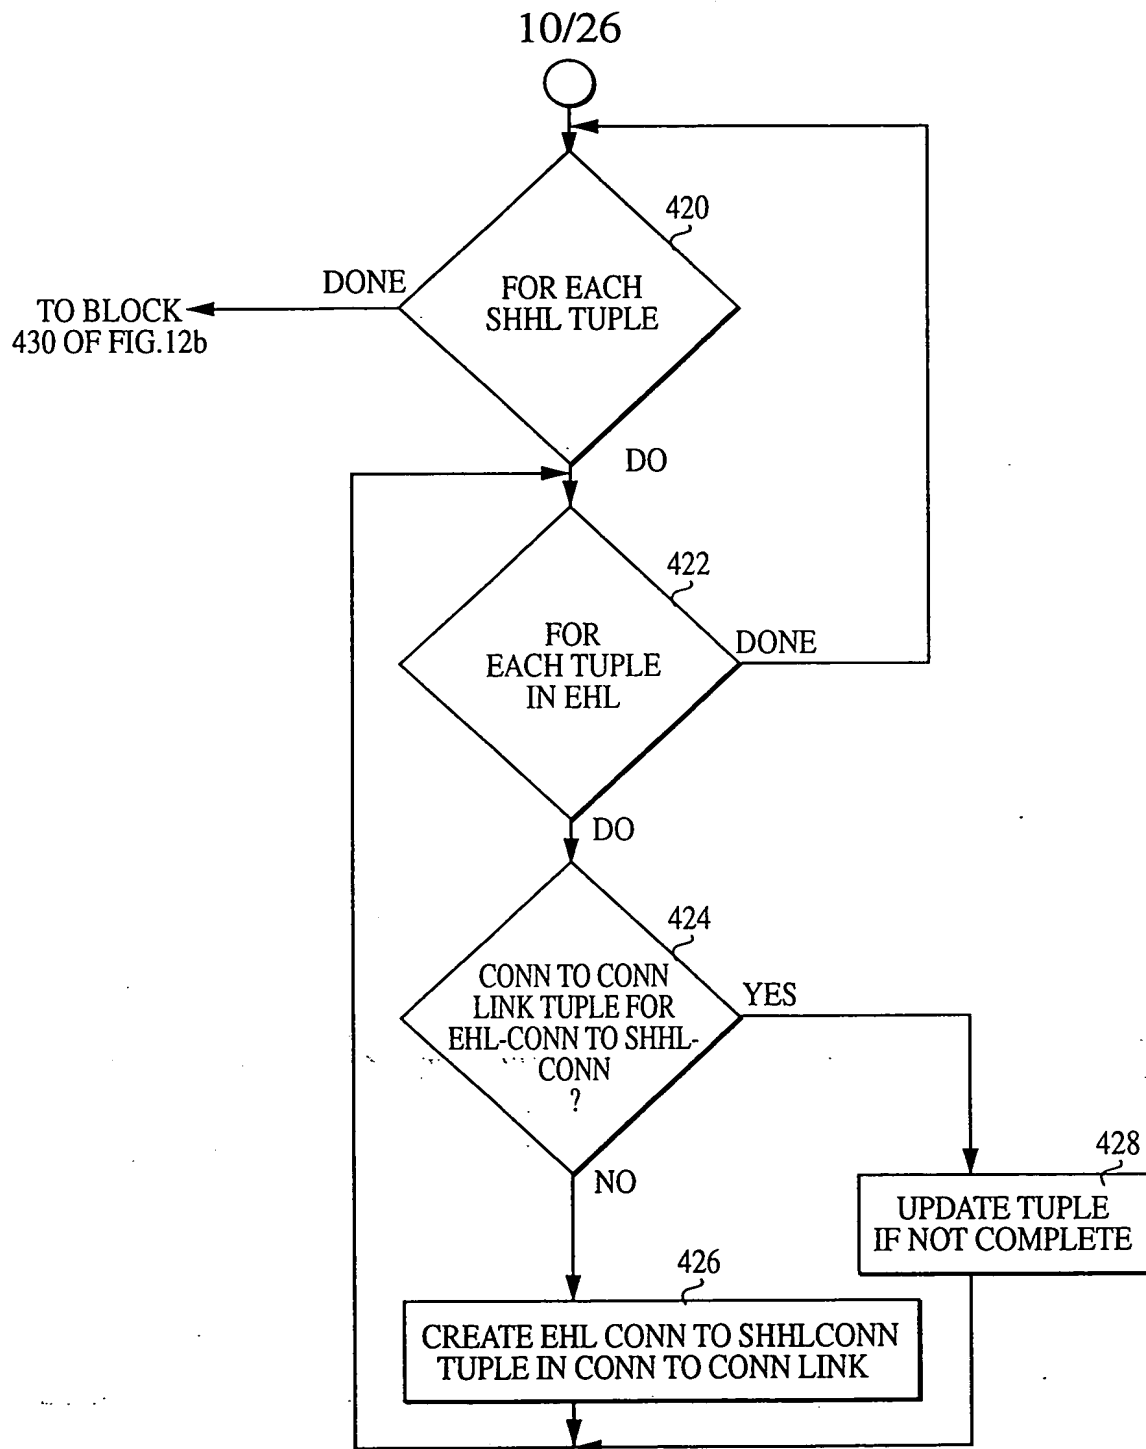 10/26
420
FOR EACH
SHHL TUPLE
DONE
TO BLOCK
430 OF FIG.12b
DO
422
FOR
EACH TUPLE
IN EHL
DONE
DO
424
CONN TO CONN
LINK TUPLE FOR
EHL-CONN TO SHHL-
CONN
?
YES
NO
428
UPDATE TUPLE
IF NOT COMPLETE
426
CREATE EHL CONN TO SHHLCONN
TUPLE IN CONN TO CONN LINK